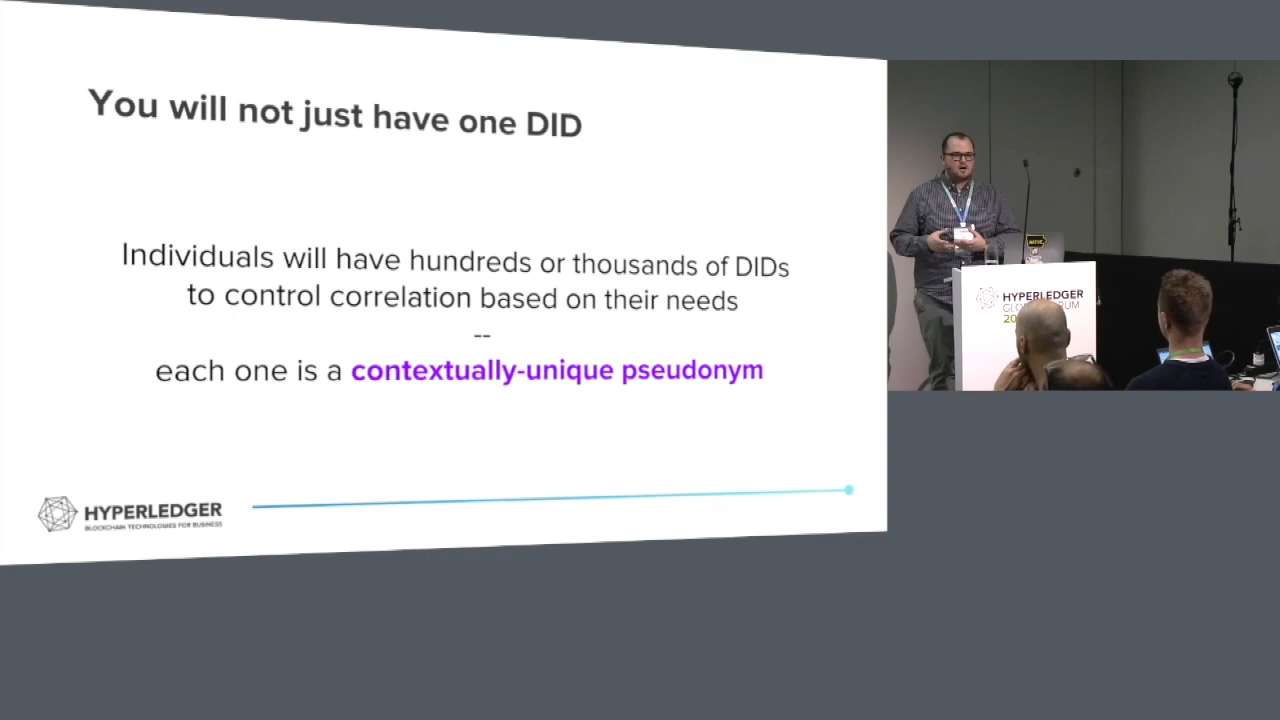 You will not just have one DID
Individuals will have hundreds or thousands of DIDs
to control correlation based on their needs
--
each one is a contextually-unique pseudonym
HYPERLEDGER
BLOCKCHAIN TECHNOLOGIES FOR BUSINESS
HYPERLEDGER